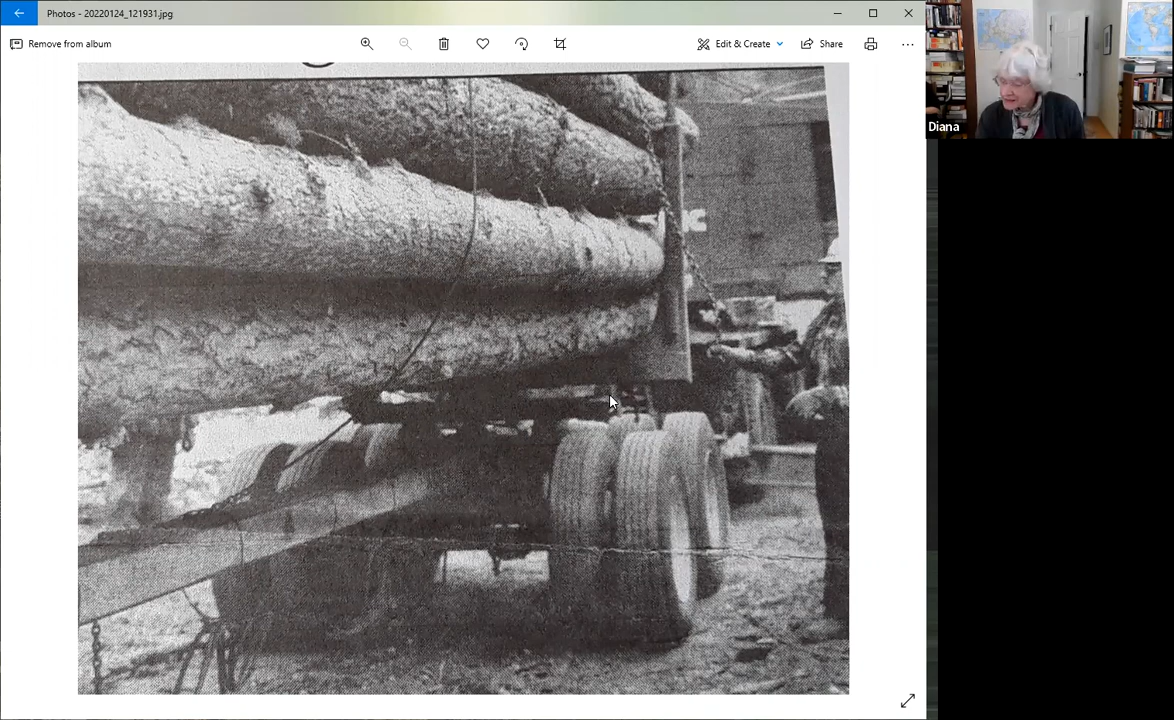 Photos - 20220124_121931.jpg
Remove from album
Edit & Create
Share
Diana